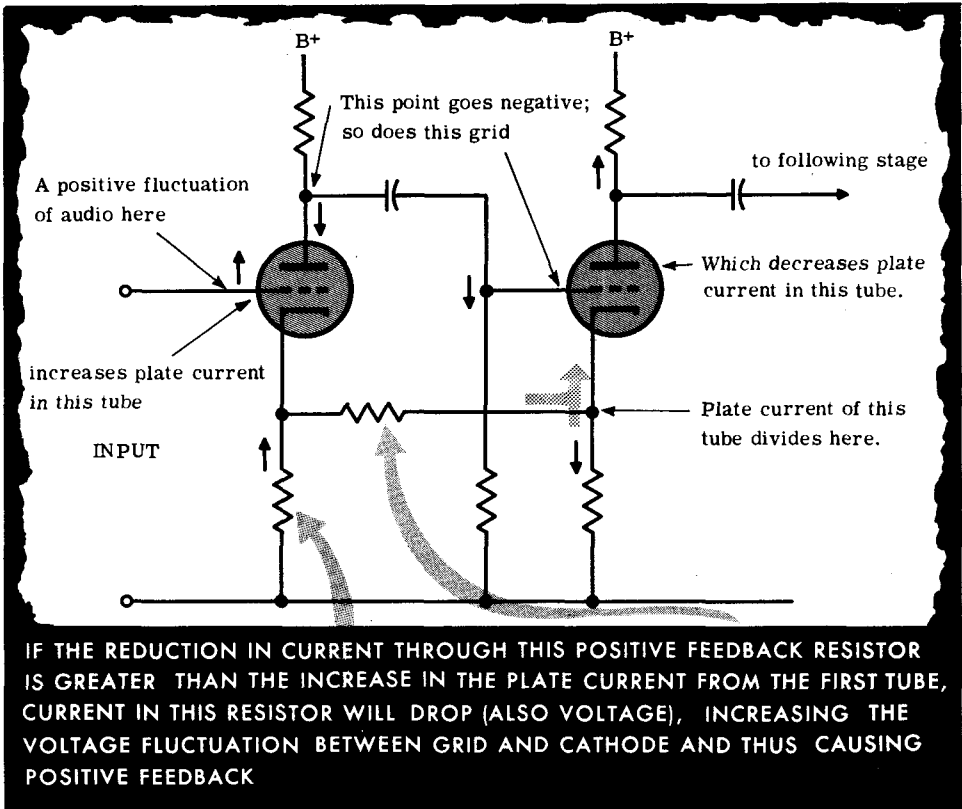 B+
B+
This point goes negative;
so does this grid
to following stage
A positive fluctuation
of audio here
Which decreases plate
current in this tube.
increases plate current
in this tube
Plate current of this
tube divides here.
INPUT
IF THE REDUCTION IN CURRENT THROUGH THIS POSITIVE FEEDBACK RESISTOR
IS GREATER THAN THE INCREASE IN THE PLATE CURRENT FROM THE FIRST TUBE,
CURRENT IN THIS RESISTOR WILL DROP (ALSO VOLTAGE), INCREASING THE
VOLTAGE FLUCTUATION BETWEEN GRID AND CATHODE AND THUS CAUSING
POSITIVE FEEDBACK